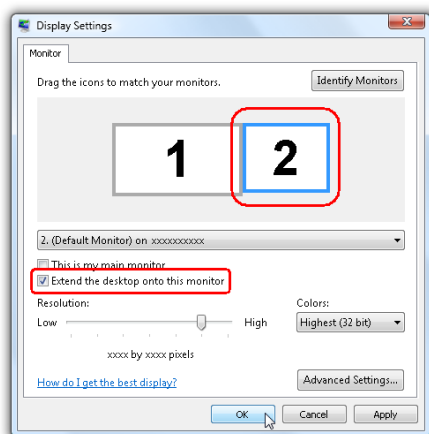 Display Settings
Monitor
Drag the icons to match your monitors.
Identify Monitors
1
2
2. (Default Monitor) on xxxxxxxxxx
This is my main monitor
Extend the desktop onto this monitor
Resolution:
Colors:
Low
High
Highest (32 bit)
xxxx by xxxx pixels
How do I get the best display?
Advanced Settings...
OK
Cancel
Apply